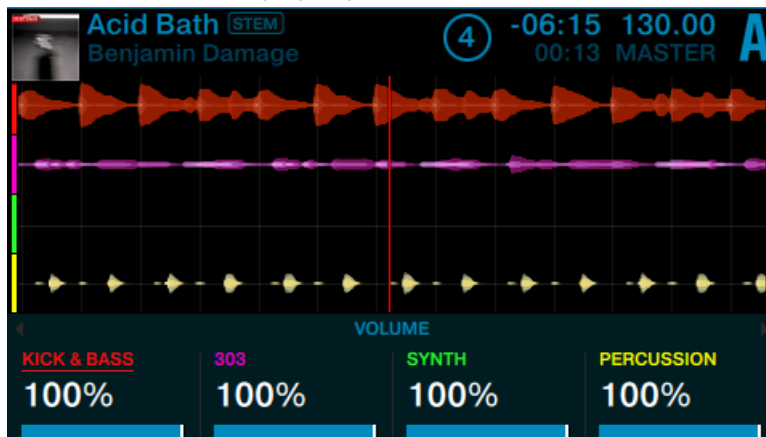 Acid Bath STEM
Benjamin Damage
4
-06:15 130.00
00:13 MASTER
A
VOLUME
KICK & BASS 303 SYNTH PERCUSSION
100% 100% 100% 100%